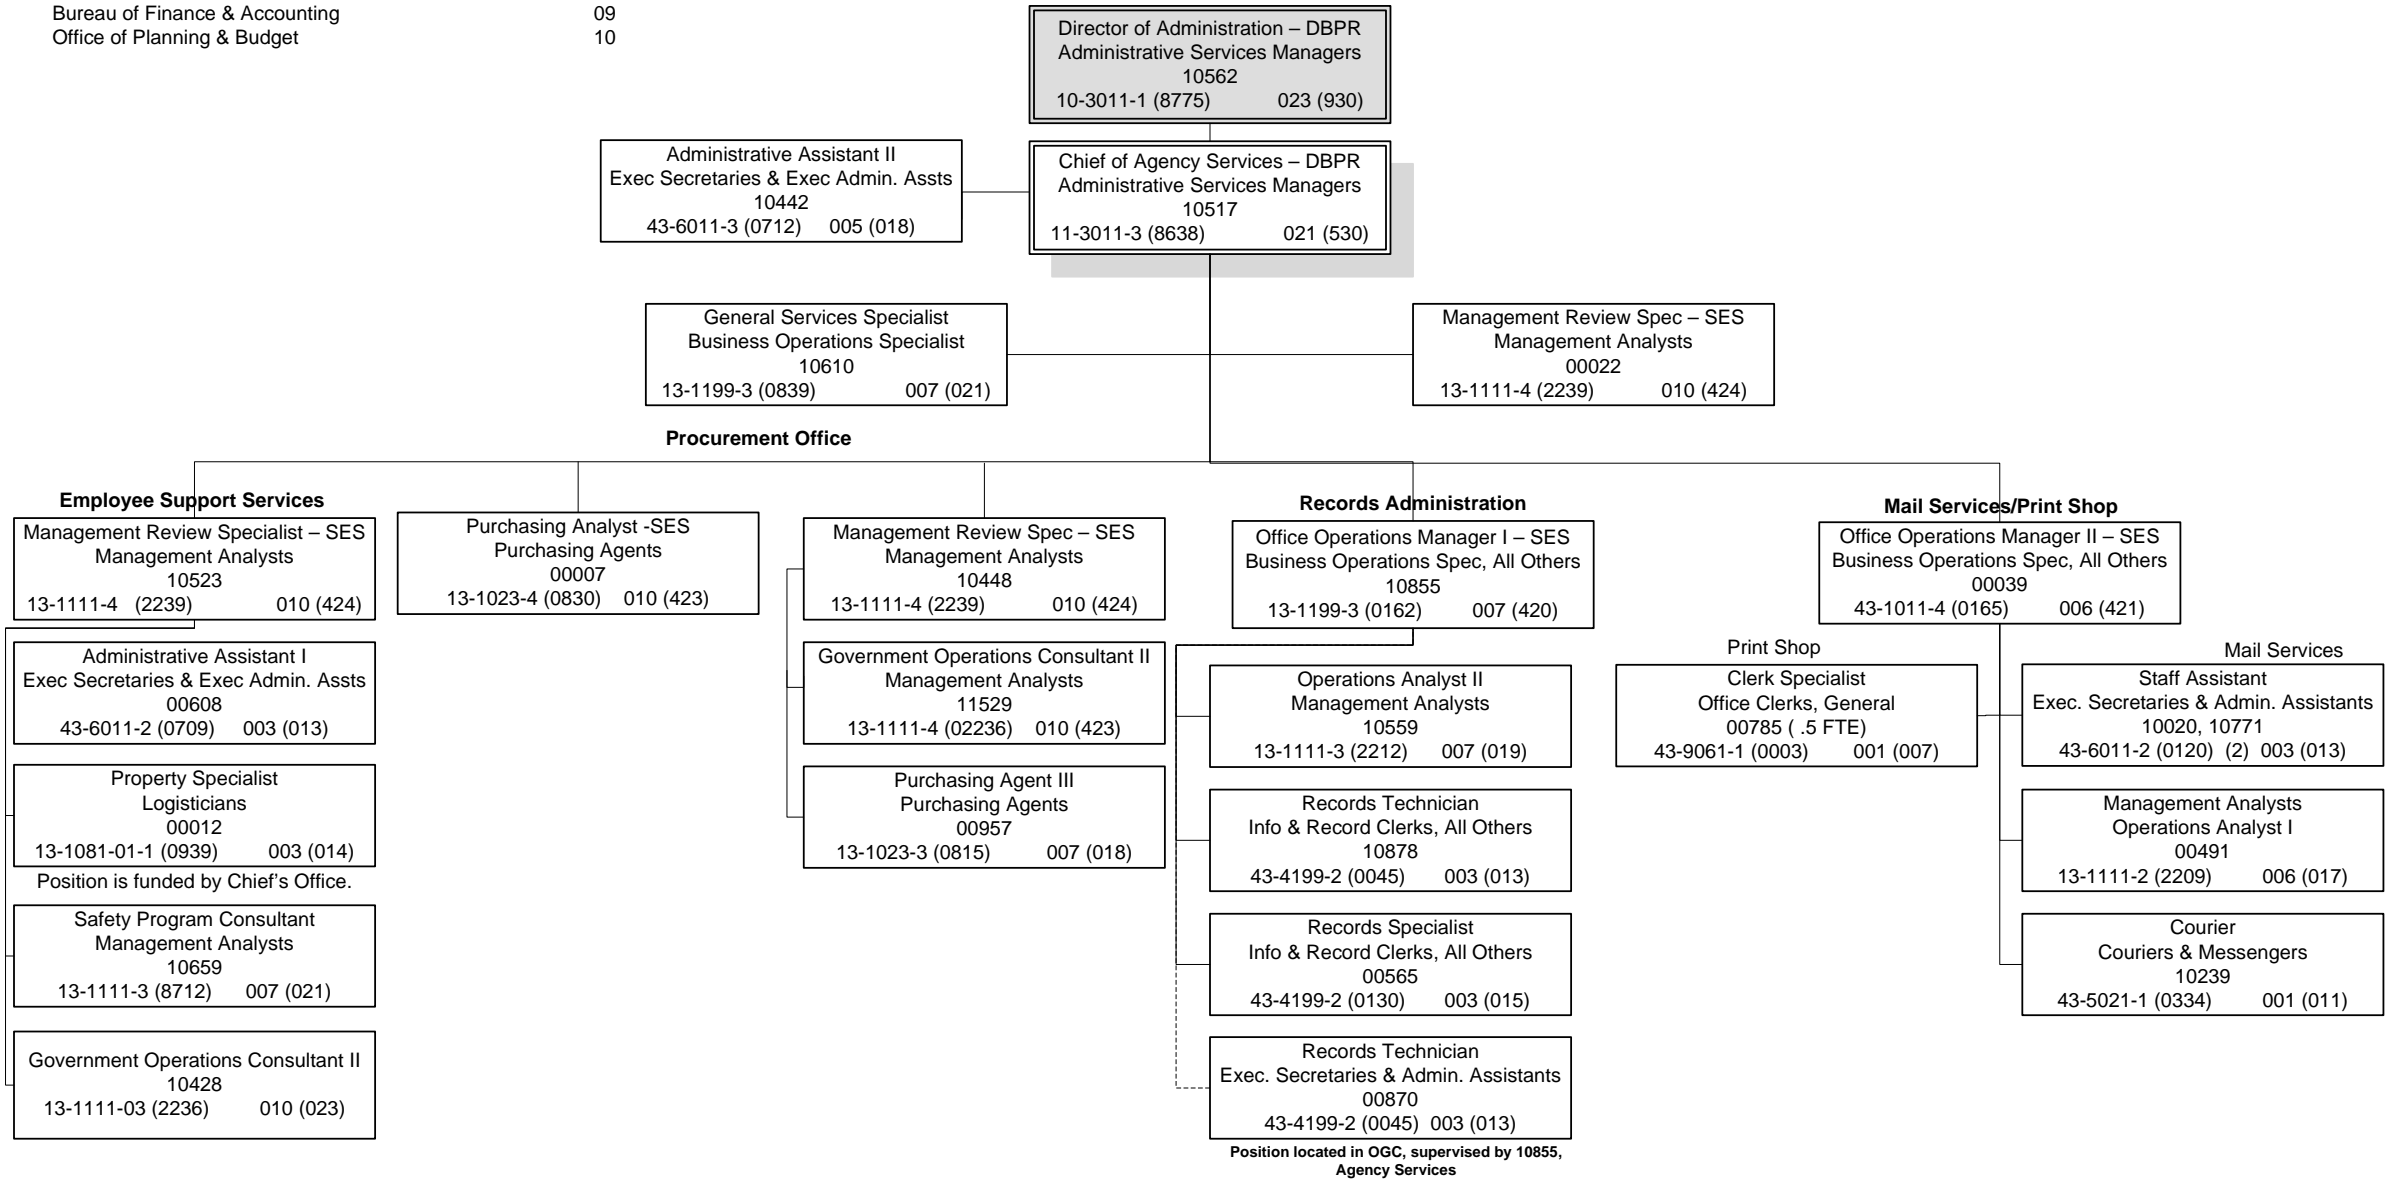 Bureau of Finance & Accounting 09
Office of Planning & Budget 10
Director of Administration – DBPR
Administrative Services Managers
10562
10-3011-1 (8775) 023 (930)
Administrative Assistant II
Exec Secretaries & Exec Admin. Assts
10442
43-6011-3 (0712) 005 (018)
Chief of Agency Services – DBPR
Administrative Services Managers
10517
11-3011-3 (8638) 021 (530)
General Services Specialist
Business Operations Specialist
10610
13-1199-3 (0839) 007 (021)
Management Review Spec – SES
Management Analysts
00022
13-1111-4 (2239) 010 (424)
Procurement Office
Employee Support Services
Management Review Specialist – SES
Management Analysts
10523
13-1111-4 (2239) 010 (424)
Administrative Assistant I
Exec Secretaries & Exec Admin. Assts
00608
43-6011-2 (0709) 003 (013)
Property Specialist
Logisticians
00012
13-1081-01-1 (0939) 003 (014)
Position is funded by Chief's Office.
Safety Program Consultant
Management Analysts
10659
13-1111-3 (8712) 007 (021)
Government Operations Consultant II
10428
13-1111-03 (2236) 010 (023)
Purchasing Analyst -SES
Purchasing Agents
00007
13-1023-4 (0830) 010 (423)
Management Review Spec – SES
Management Analysts
10448
13-1111-4 (2239) 010 (424)
Government Operations Consultant II
Management Analysts
11529
13-1111-4 (02236) 010 (423)
Purchasing Agent III
Purchasing Agents
00957
13-1023-3 (0815) 007 (018)
Records Administration
Office Operations Manager I – SES
Business Operations Spec, All Others
10855
13-1199-3 (0162) 007 (420)
Operations Analyst II
Management Analysts
10559
13-1111-3 (2212) 007 (019)
Records Technician
Info & Record Clerks, All Others
10878
43-4199-2 (0045) 003 (013)
Records Specialist
Info & Record Clerks, All Others
00565
43-4199-2 (0130) 003 (015)
Records Technician
Exec. Secretaries & Admin. Assistants
00870
43-4199-2 (0045) 003 (013)
Position located in OGC, supervised by 10855,
Agency Services
Mail Services/Print Shop
Office Operations Manager II – SES
Business Operations Spec, All Others
00039
43-1011-4 (0165) 006 (421)
Print Shop
Clerk Specialist
Office Clerks, General
00785 ( .5 FTE)
43-9061-1 (0003) 001 (007)
Mail Services
Staff Assistant
Exec. Secretaries & Admin. Assistants
10020, 10771
43-6011-2 (0120) (2) 003 (013)
Management Analysts
Operations Analyst I
00491
13-1111-2 (2209) 006 (017)
Courier
Couriers & Messengers
10239
43-5021-1 (0334) 001 (011)